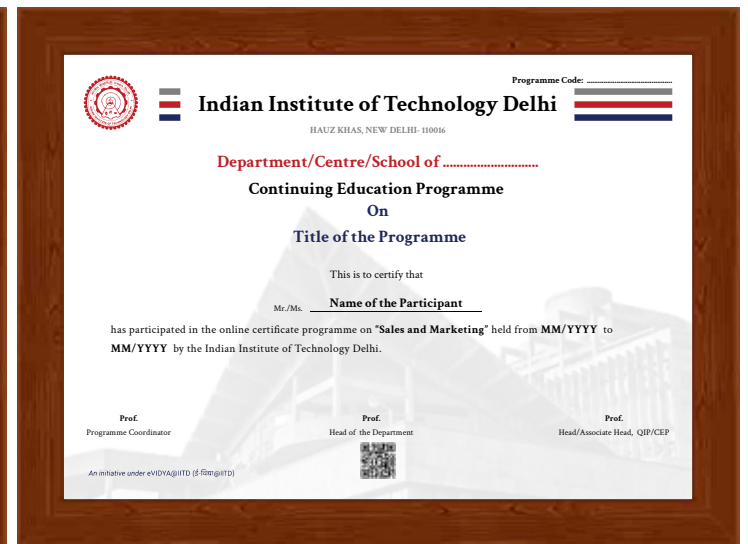 Programme Code: ........................................
Indian Institute of Technology Delhi
HAUZ KHAS, NEW DELHI- 110016
Department/Centre/School of ............................
Continuing Education Programme
On
Title of the Programme
This is to certify that
Mr./Ms. Name of the Participant
has participated in the online certificate programme on "Sales and Marketing" held from MM/YYYY to
MM/YYYY by the Indian Institute of Technology Delhi.
Prof. Prof. Prof.
Programme Coordinator Head of the Department Head/Associate Head, QIP/CEP
An initiative under eVIDYA@IITD (ई-विद्या@IITD)